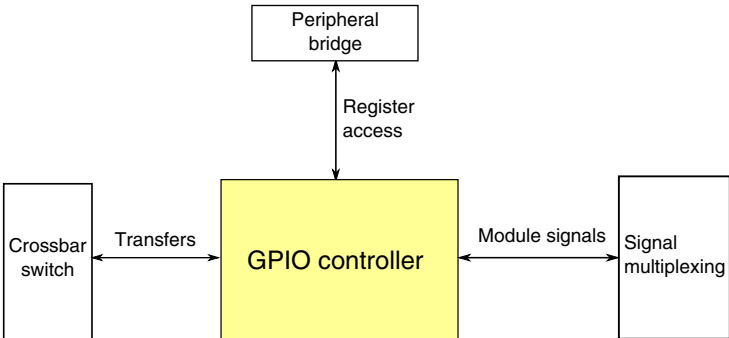 Peripheral
bridge
Register
access
Crossbar
switch
Transfers
GPIO controller
Module signals
Signal
multiplexing